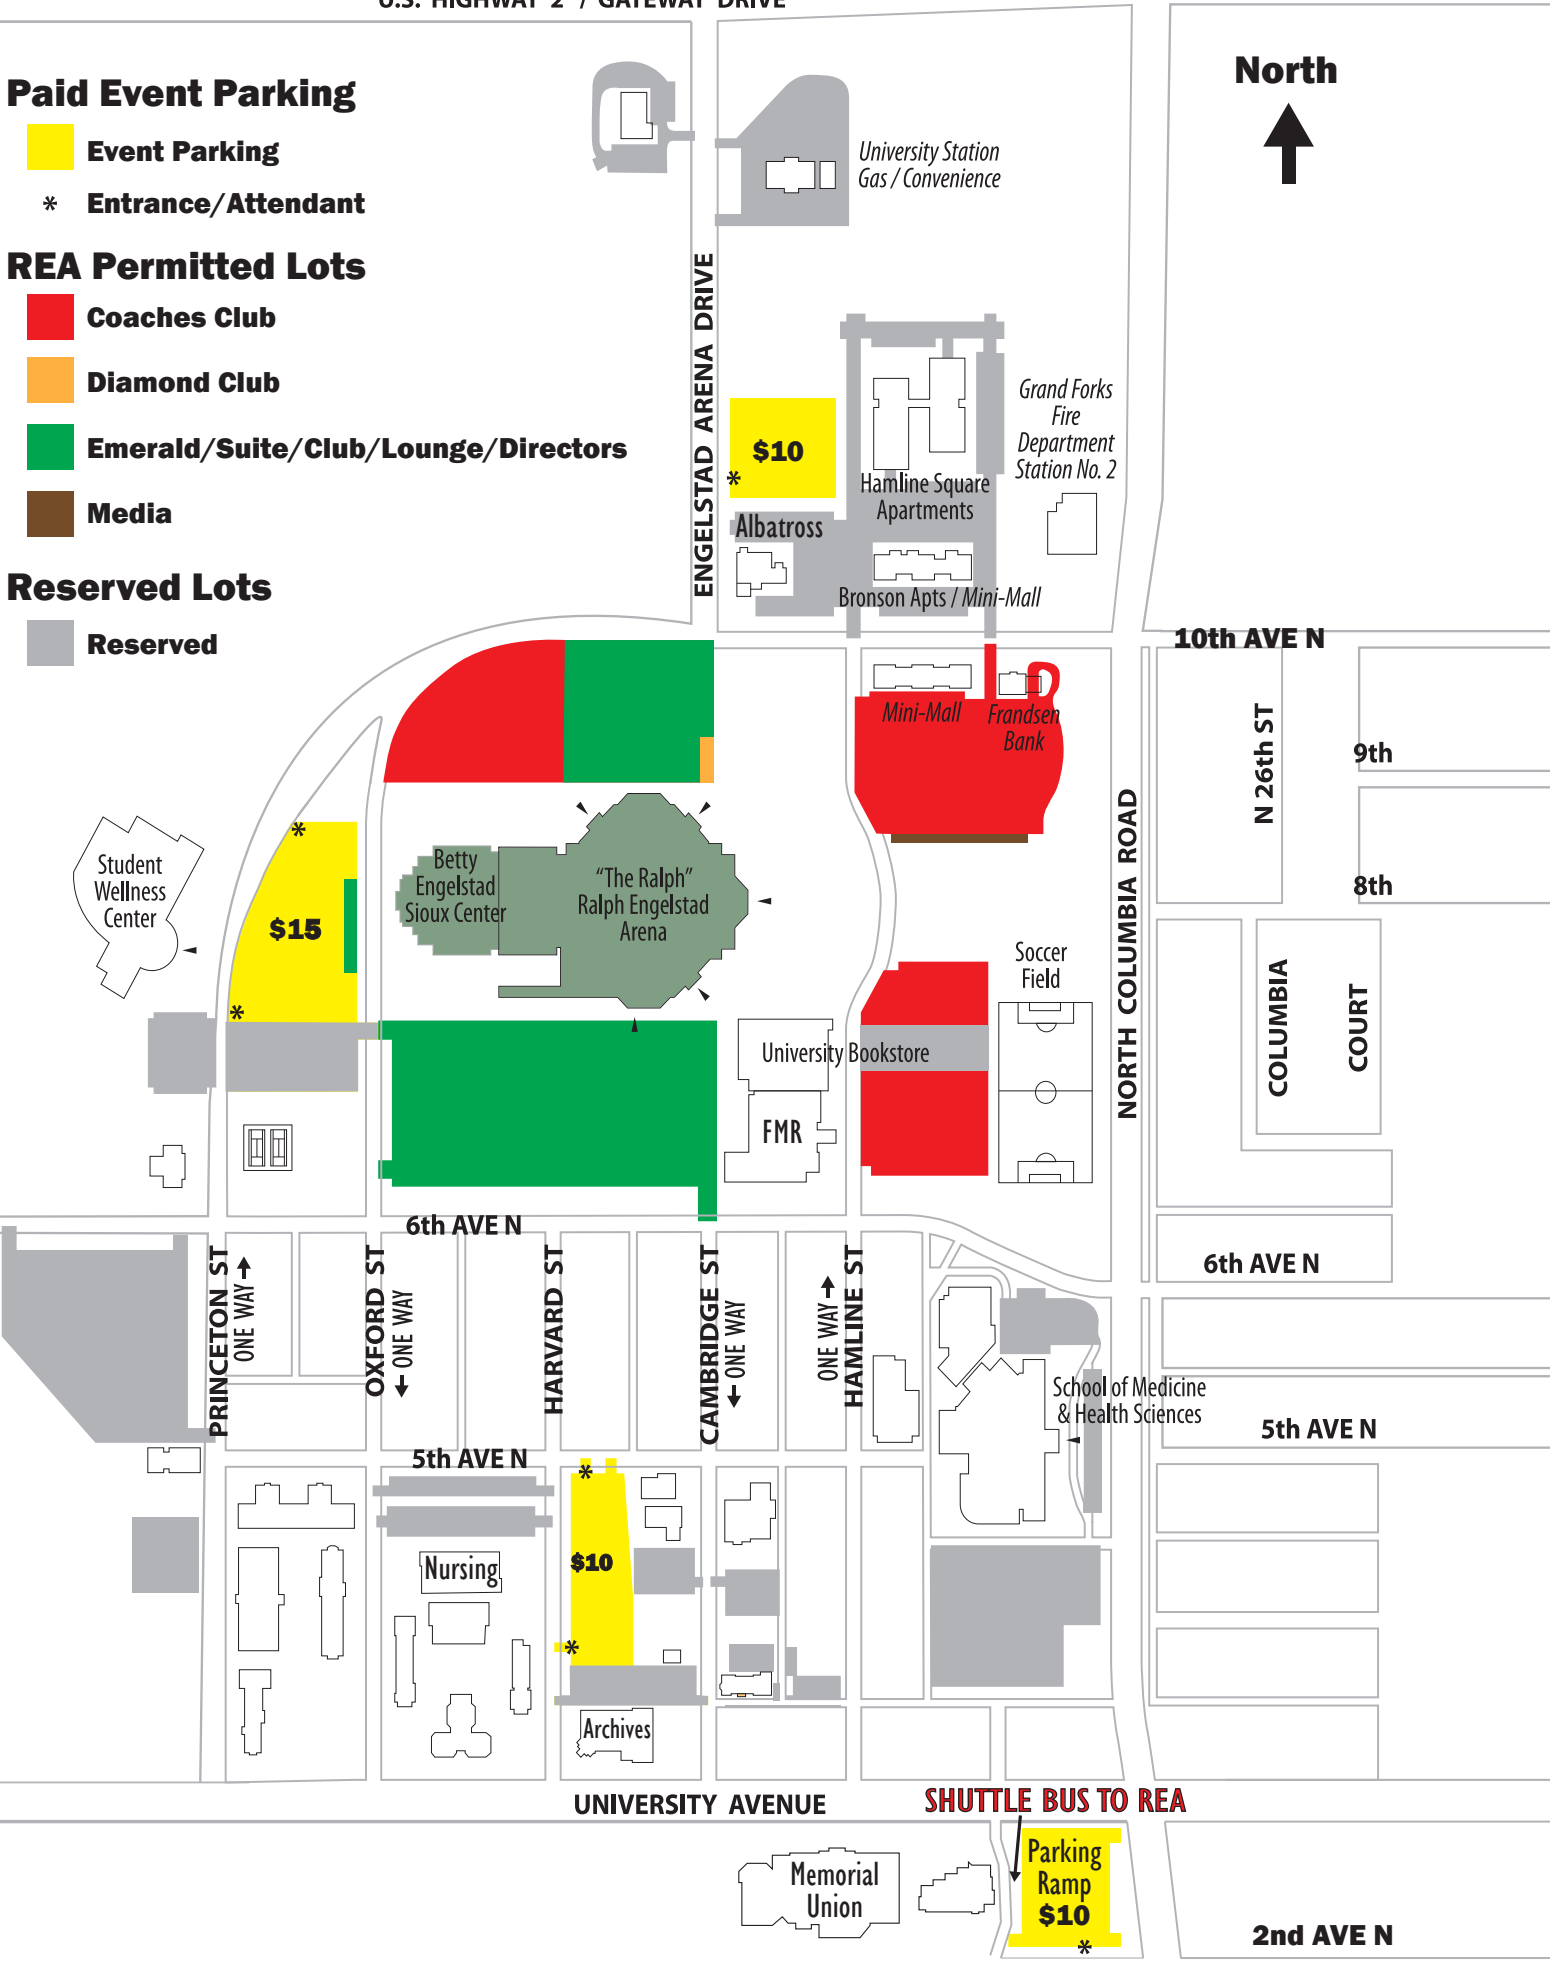 U.S. HIGHWAY 2 / GATEWAY DRIVE
North
Paid Event Parking
Event Parking
* Entrance/Attendant
REA Permitted Lots
Coaches Club
Diamond Club
Emerald/Suite/Club/Lounge/Directors
Media
Reserved Lots
Reserved
University Station
Gas / Convenience
ENGELSTAD ARENA DRIVE
$10
*
Grand Forks
Fire
Department
Station No. 2
Hamline Square
Apartments
Albatross
Bronson Apts / Mini-Mall
10th AVE N
Mini-Mall
Frandsen
Bank
N 26th ST
9th
8th
NORTH COLUMBIA ROAD
Student
Wellness
Center
*
$15
*
Betty
Engelstad
Sioux Center
“The Ralph”
Ralph Engelstad
Arena
Soccer
Field
COLUMBIA
COURT
University Bookstore
FMR
6th AVE N
6th AVE N
PRINCETON ST
ONE WAY
OXFORD ST
ONE WAY
HARVARD ST
CAMBRIDGE ST
ONE WAY
ONE WAY
HAMLINE ST
School of Medicine
& Health Sciences
5th AVE N
5th AVE N
*
$10
*
Nursing
Archives
UNIVERSITY AVENUE
SHUTTLE BUS TO REA
Memorial
Union
Parking
Ramp
$10
*
2nd AVE N